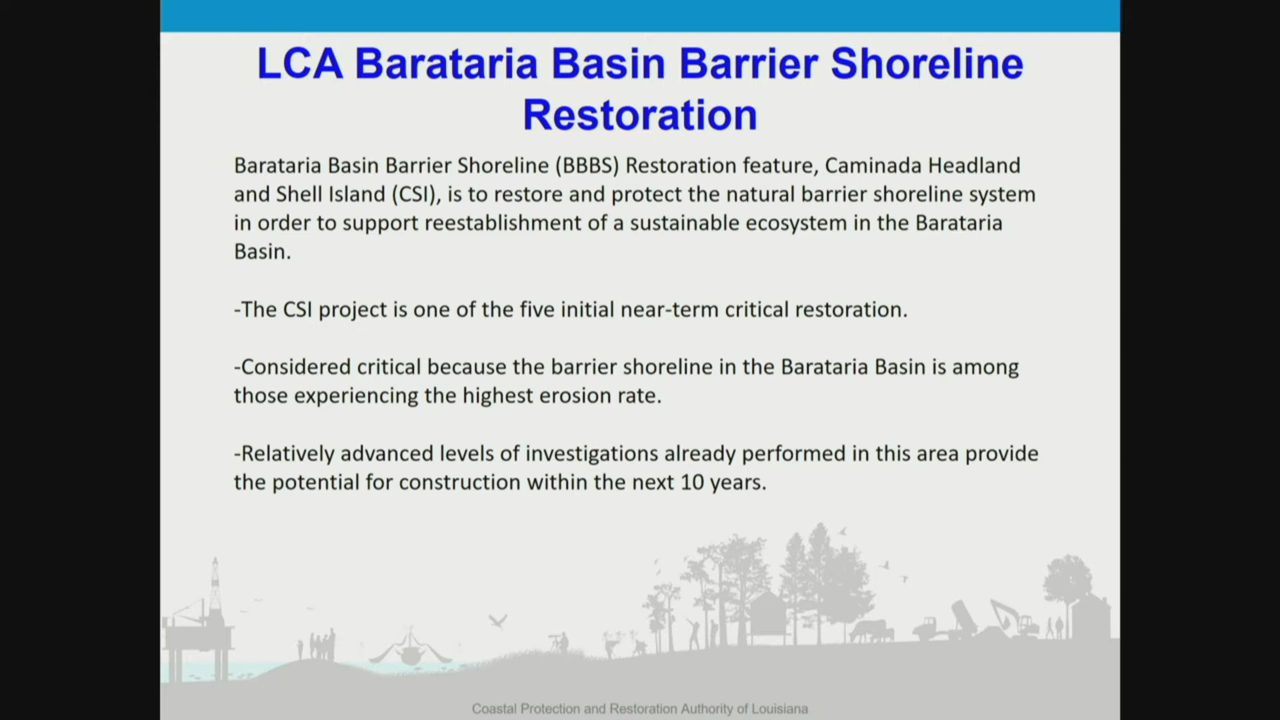 LCA Barataria Basin Barrier Shoreline
Restoration
Barataria Basin Barrier Shoreline (BBBS) Restoration feature, Caminada Headland
and Shell Island (CSI), is to restore and protect the natural barrier shoreline system
in order to support reestablishment of a sustainable ecosystem in the Barataria
Basin.
-The CSI project is one of the five initial near-term critical restoration.
-Considered critical because the barrier shoreline in the Barataria Basin is among
those experiencing the highest erosion rate.
-Relatively advanced levels of investigations already performed in this area provide
the potential for construction within the next 10 years.
Coastal Protection and Restoration Authority of Louisiana